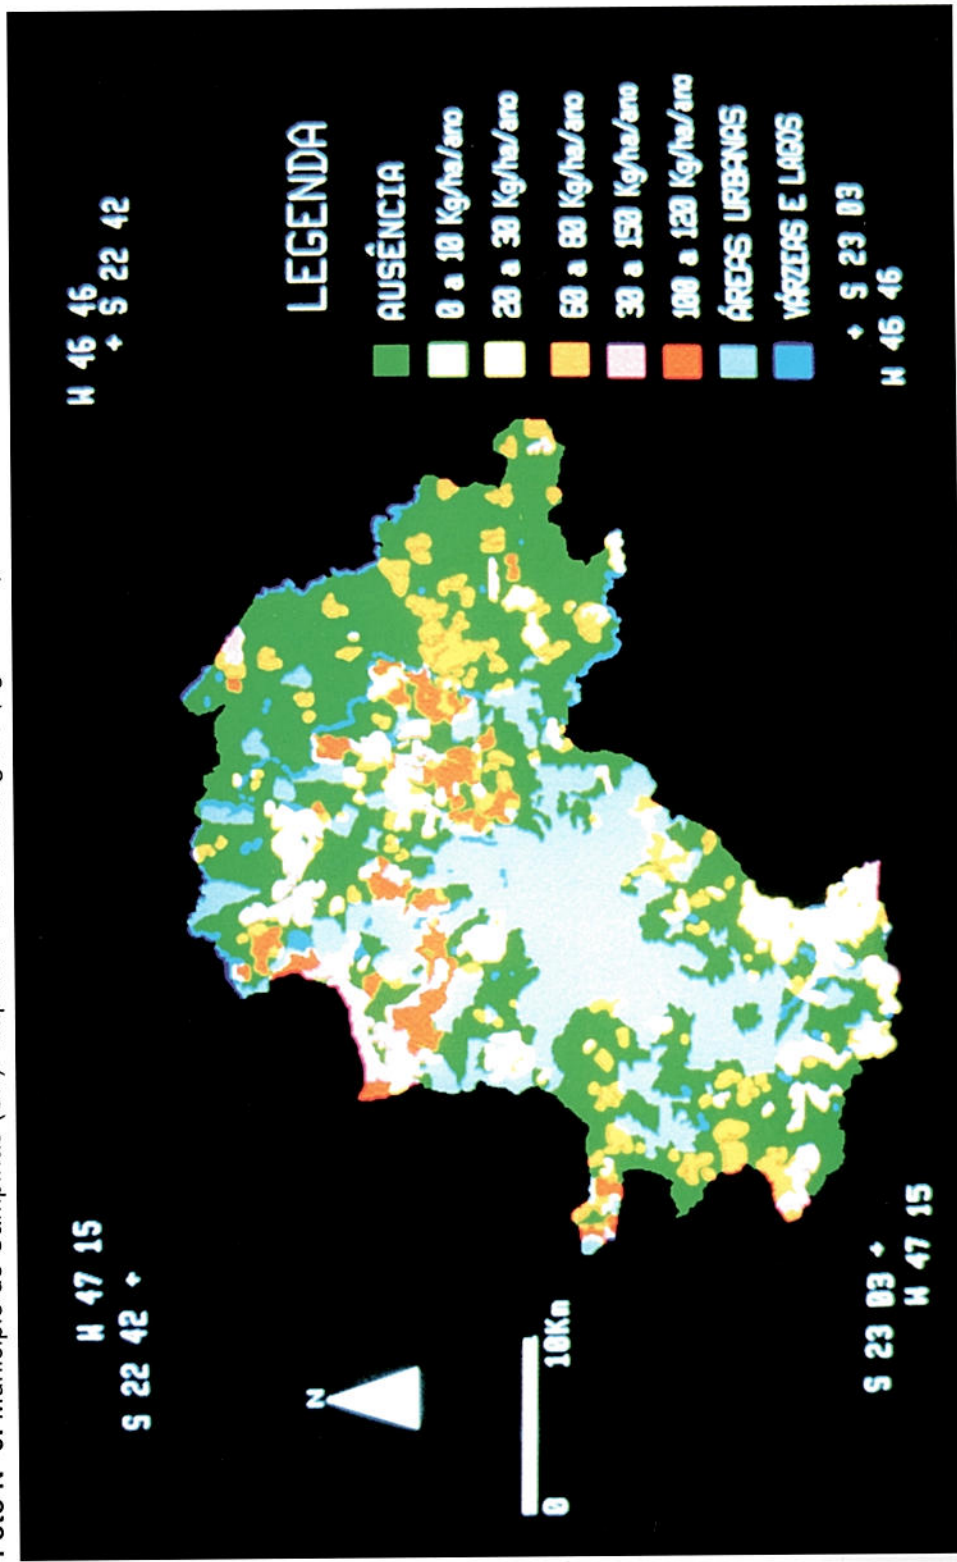 W 47 15
S 22 42 +
W 46 46
+ S 22 42
N
LEGENDA
AUSÊNCIA
0 a 10 Kg/ha/ano
20 a 30 Kg/ha/ano
60 a 80 Kg/ha/ano
30 a 150 Kg/ha/ano
100 a 120 Kg/ha/ano
ÁREAS URBANAS
VÁRZEAS E LAGOS
0 10Km
S 23 03 +
W 47 15
+ S 23 03
W 46 46